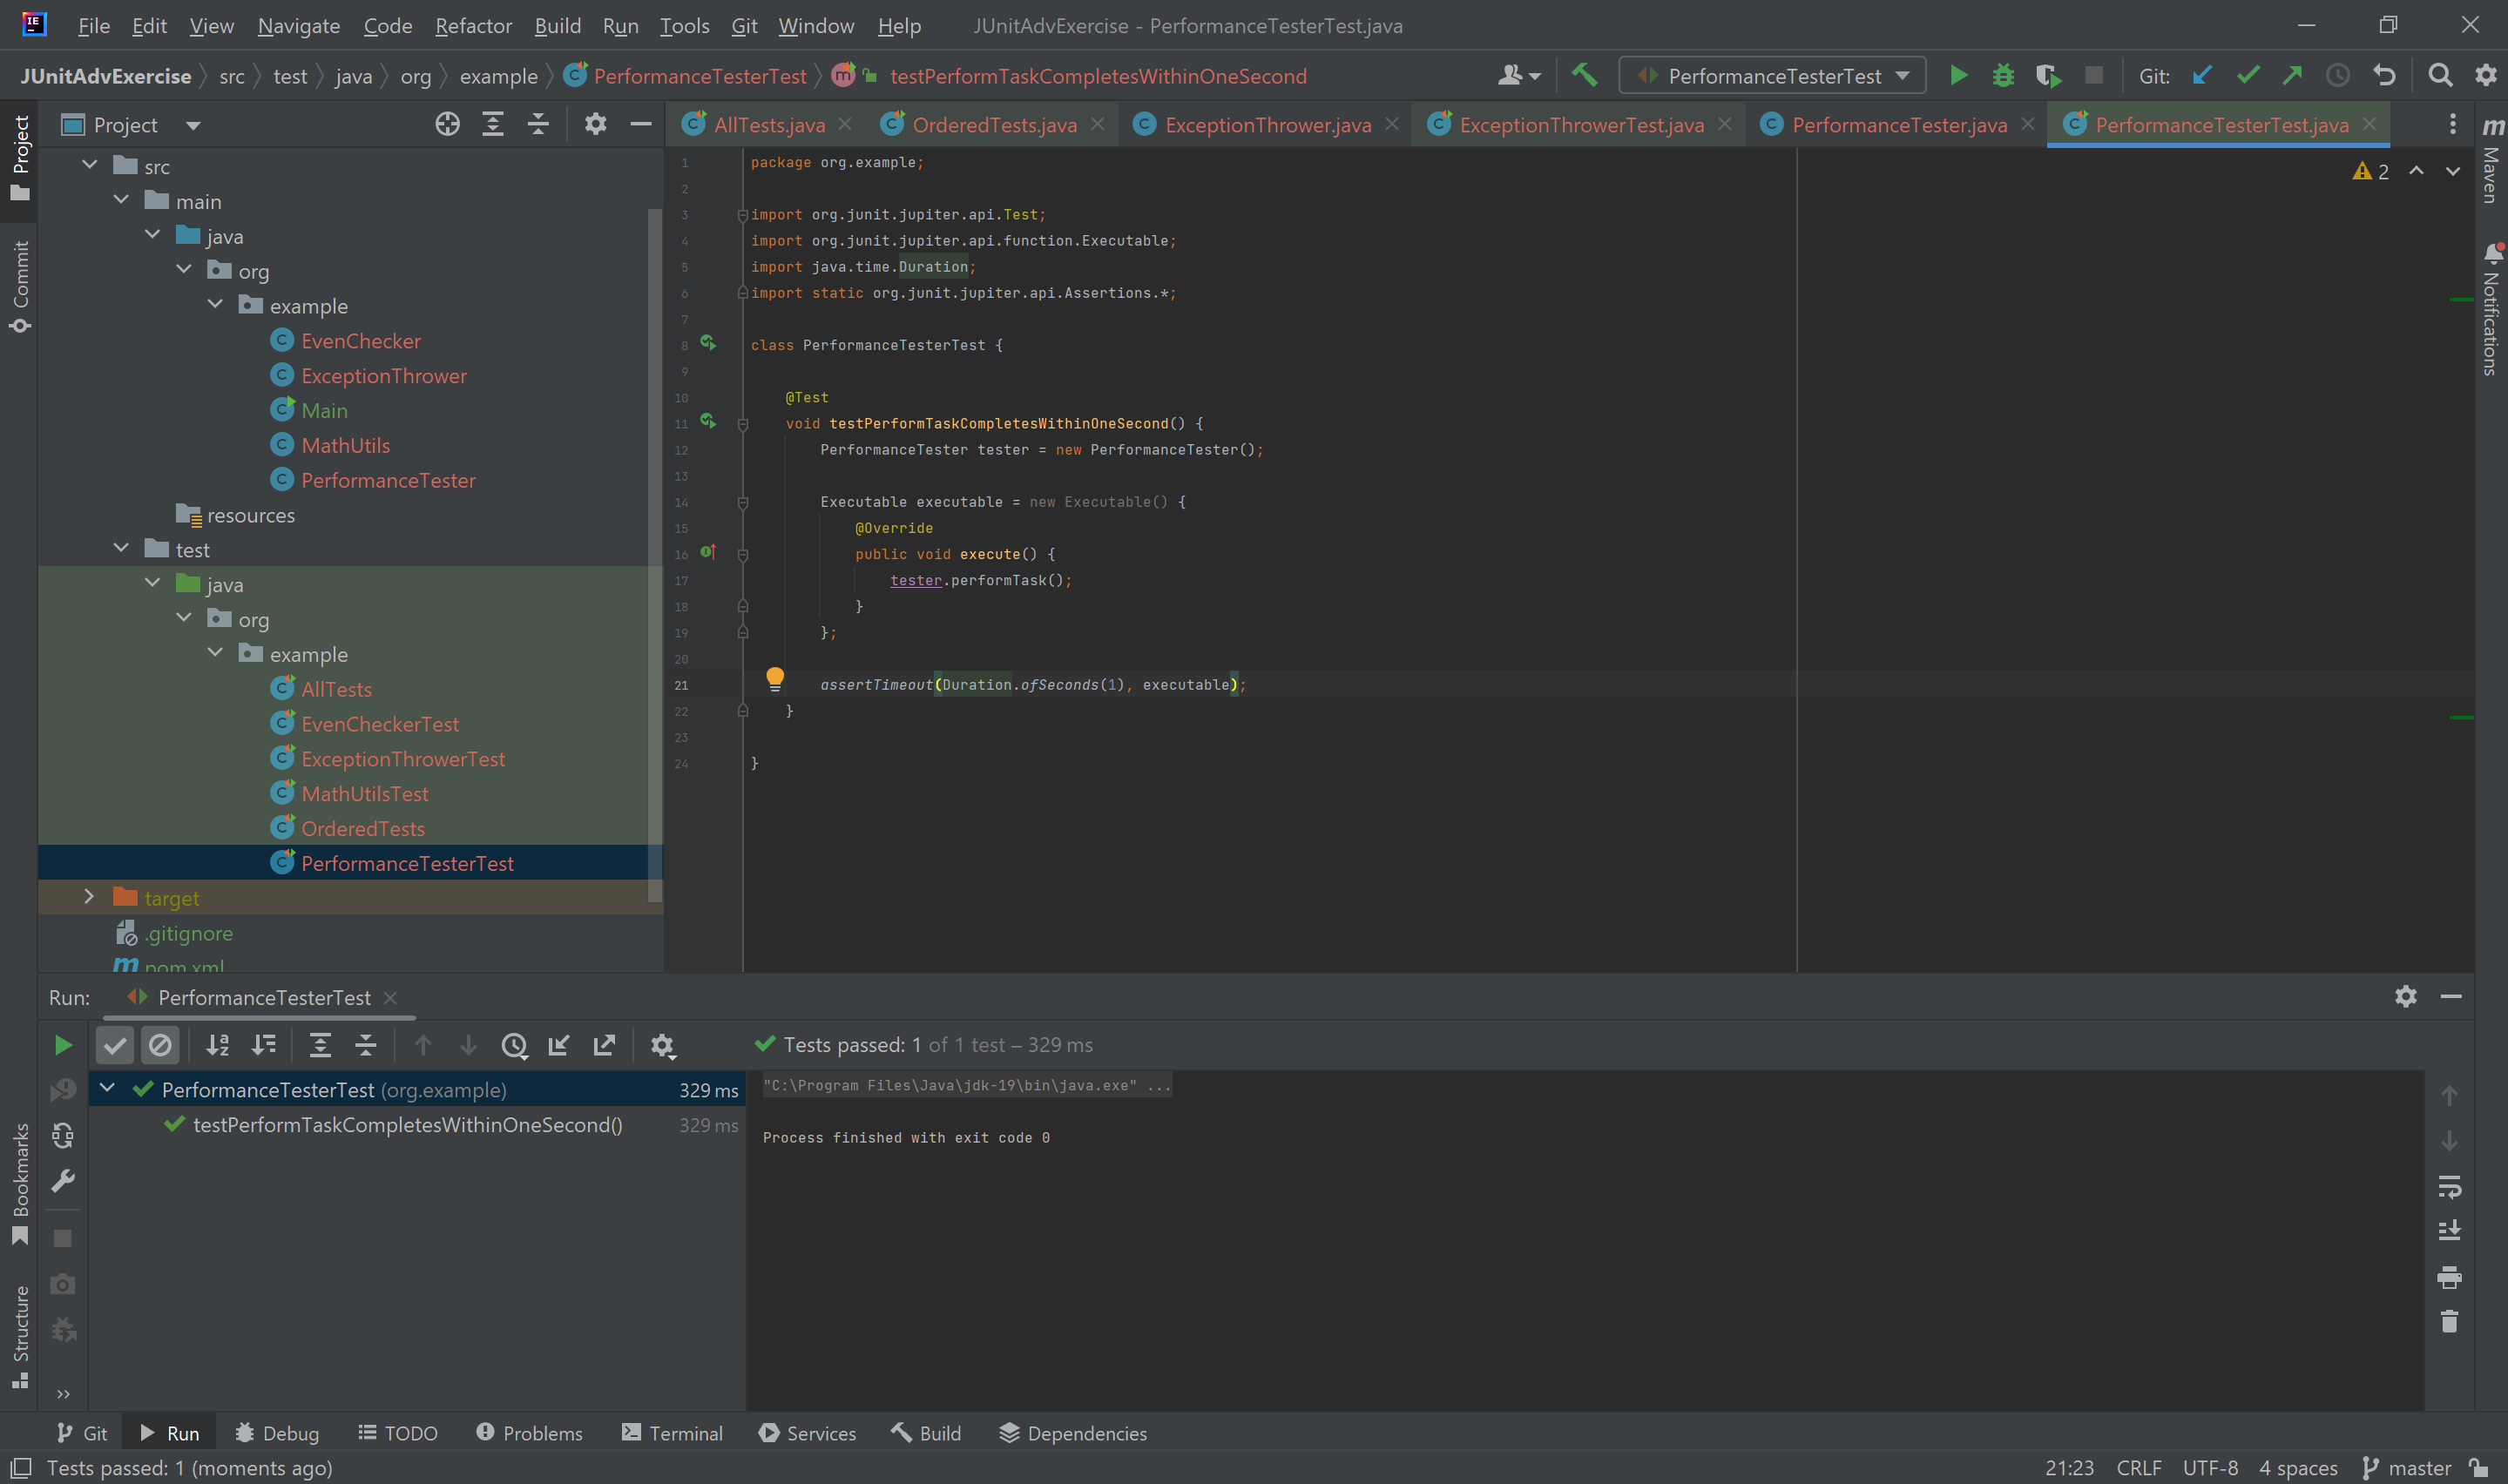 File Edit View Navigate Code Refactor Build Run Tools Git Window Help JUnitAdvExercise - PerformanceTesterTest.java
JUnitAdvExercise src test java org example PerformanceTesterTest m testPerformTaskCompletesWithinOneSecond PerformanceTesterTest Git:
Project
AllTests.java OrderedTests.java ExceptionThrower.java ExceptionThrowerTest.java PerformanceTester.java PerformanceTesterTest.java
Project
Commit
Bookmarks
Structure
src
main
java
org
example
EvenChecker
ExceptionThrower
Main
MathUtils
PerformanceTester
resources
test
java
org
example
AllTests
EvenCheckerTest
ExceptionThrowerTest
MathUtilsTest
OrderedTests
PerformanceTesterTest
target
.gitignore
pom.xml
2
1 package org.example;
2
3 import org.junit.jupiter.api.Test;
4 import org.junit.jupiter.api.function.Executable;
5 import java.time.Duration;
6 import static org.junit.jupiter.api.Assertions.*;
7
8 class PerformanceTesterTest {
9
10 @Test
11 void testPerformTaskCompletesWithinOneSecond() {
12 PerformanceTester tester = new PerformanceTester();
13
14 Executable executable = new Executable() {
15 @Override
16 public void execute() {
17 tester.performTask();
18 }
19 };
20
21 assertTimeout(Duration.ofSeconds(1), executable);
22 }
23
24 }
Maven
Notifications
Run: PerformanceTesterTest
Tests passed: 1 of 1 test – 329 ms
PerformanceTesterTest (org.example) 329 ms
testPerformTaskCompletesWithinOneSecond() 329 ms
"C:\Program Files\Java\jdk-19\bin\java.exe" ...
Process finished with exit code 0
Git Run Debug TODO Problems Terminal Services Build Dependencies
Tests passed: 1 (moments ago) 21:23 CRLF UTF-8 4 spaces master